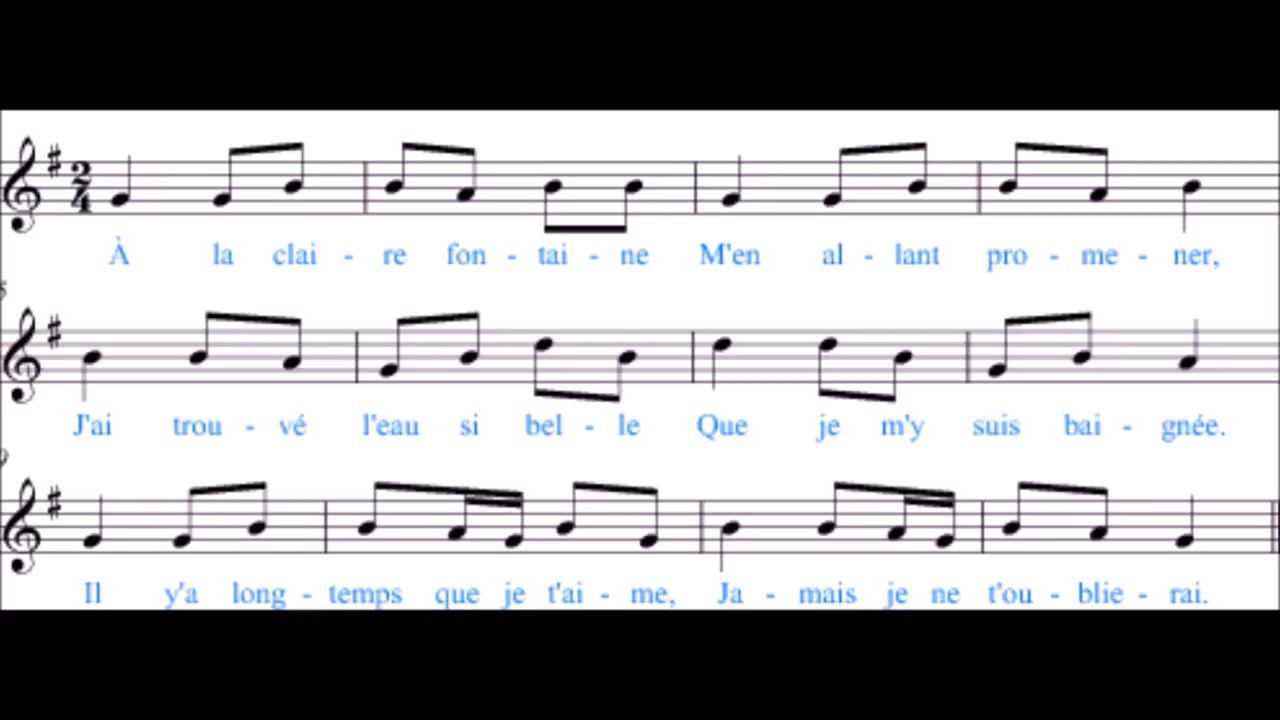 2
4
À la clai - re fon - tai - ne M'en al - lant pro - me - ner,
J'ai trou - vé l'eau si bel - le Que je m'y suis bai - gnée.
Il y'a long - temps que je t'ai - me, Ja - mais je ne t'ou - blie - rai.